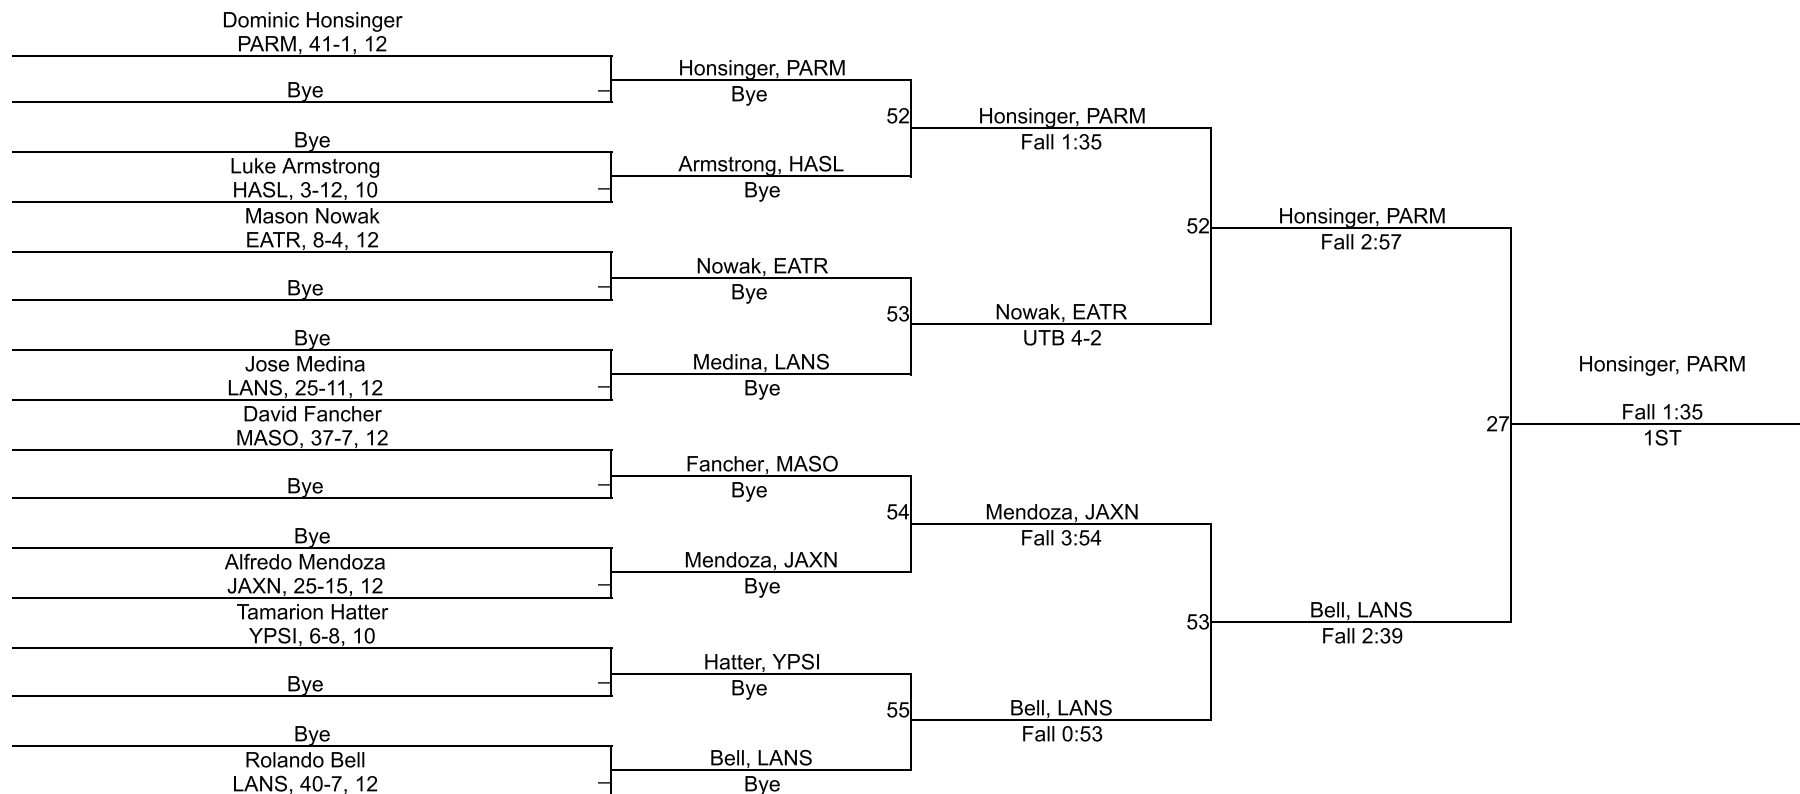 Dominic Honsinger
PARM, 41-1, 12
Bye
Bye
Luke Armstrong
HASL, 3-12, 10
Mason Nowak
EATR, 8-4, 12
Bye
Bye
Jose Medina
LANS, 25-11, 12
David Fancher
MASO, 37-7, 12
Bye
Bye
Alfredo Mendoza
JAXN, 25-15, 12
Tamarion Hatter
YPSI, 6-8, 10
Bye
Bye
Rolando Bell
LANS, 40-7, 12
Honsinger, PARM
Bye
52
Armstrong, HASL
Bye
Nowak, EATR
Bye
53
Medina, LANS
Bye
Fancher, MASO
Bye
54
Mendoza, JAXN
Bye
Hatter, YPSI
Bye
55
Bell, LANS
Bye
Honsinger, PARM
Fall 1:35
52
Nowak, EATR
UTB 4-2
Mendoza, JAXN
Fall 3:54
53
Bell, LANS
Fall 0:53
Honsinger, PARM
Fall 2:57
27
Bell, LANS
Fall 2:39
Honsinger, PARM
Fall 1:35
1ST